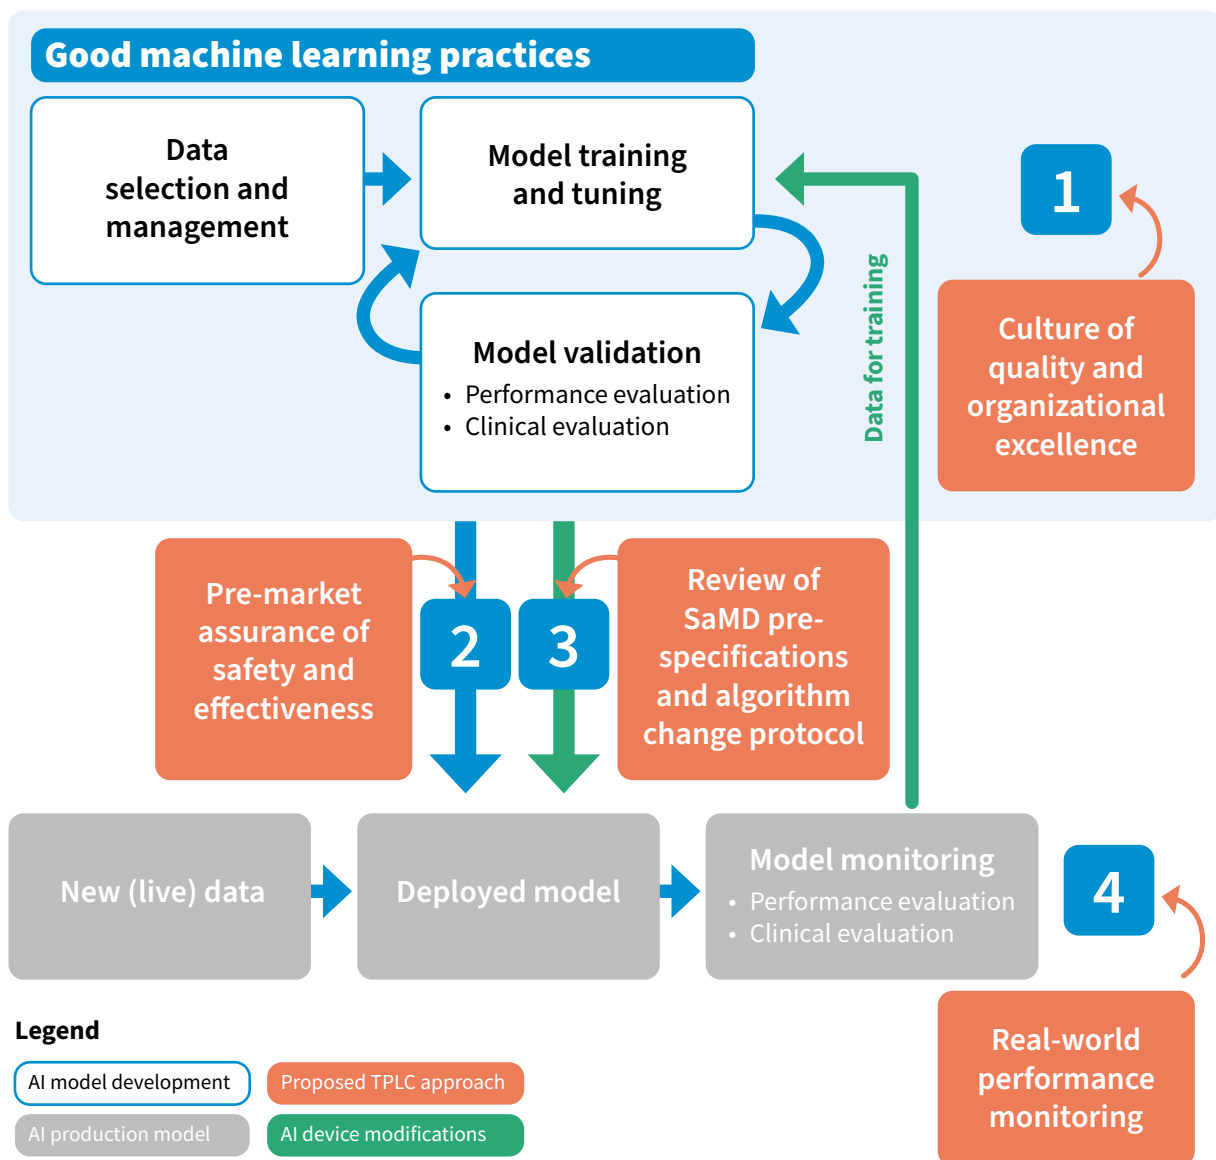 Good machine learning practices
Data
selection and
management
Model training
and tuning
Model validation
• Performance evaluation
• Clinical evaluation
Data for training
1
Culture of
quality and
organizational
excellence
Pre-market
assurance of
safety and
effectiveness
2
3
Review of
SaMD pre-
specifications
and algorithm
change protocol
New (live) data
Deployed model
Model monitoring
• Performance evaluation
• Clinical evaluation
4
Real-world
performance
monitoring
Legend
AI model development
Proposed TPLC approach
AI production model
AI device modifications